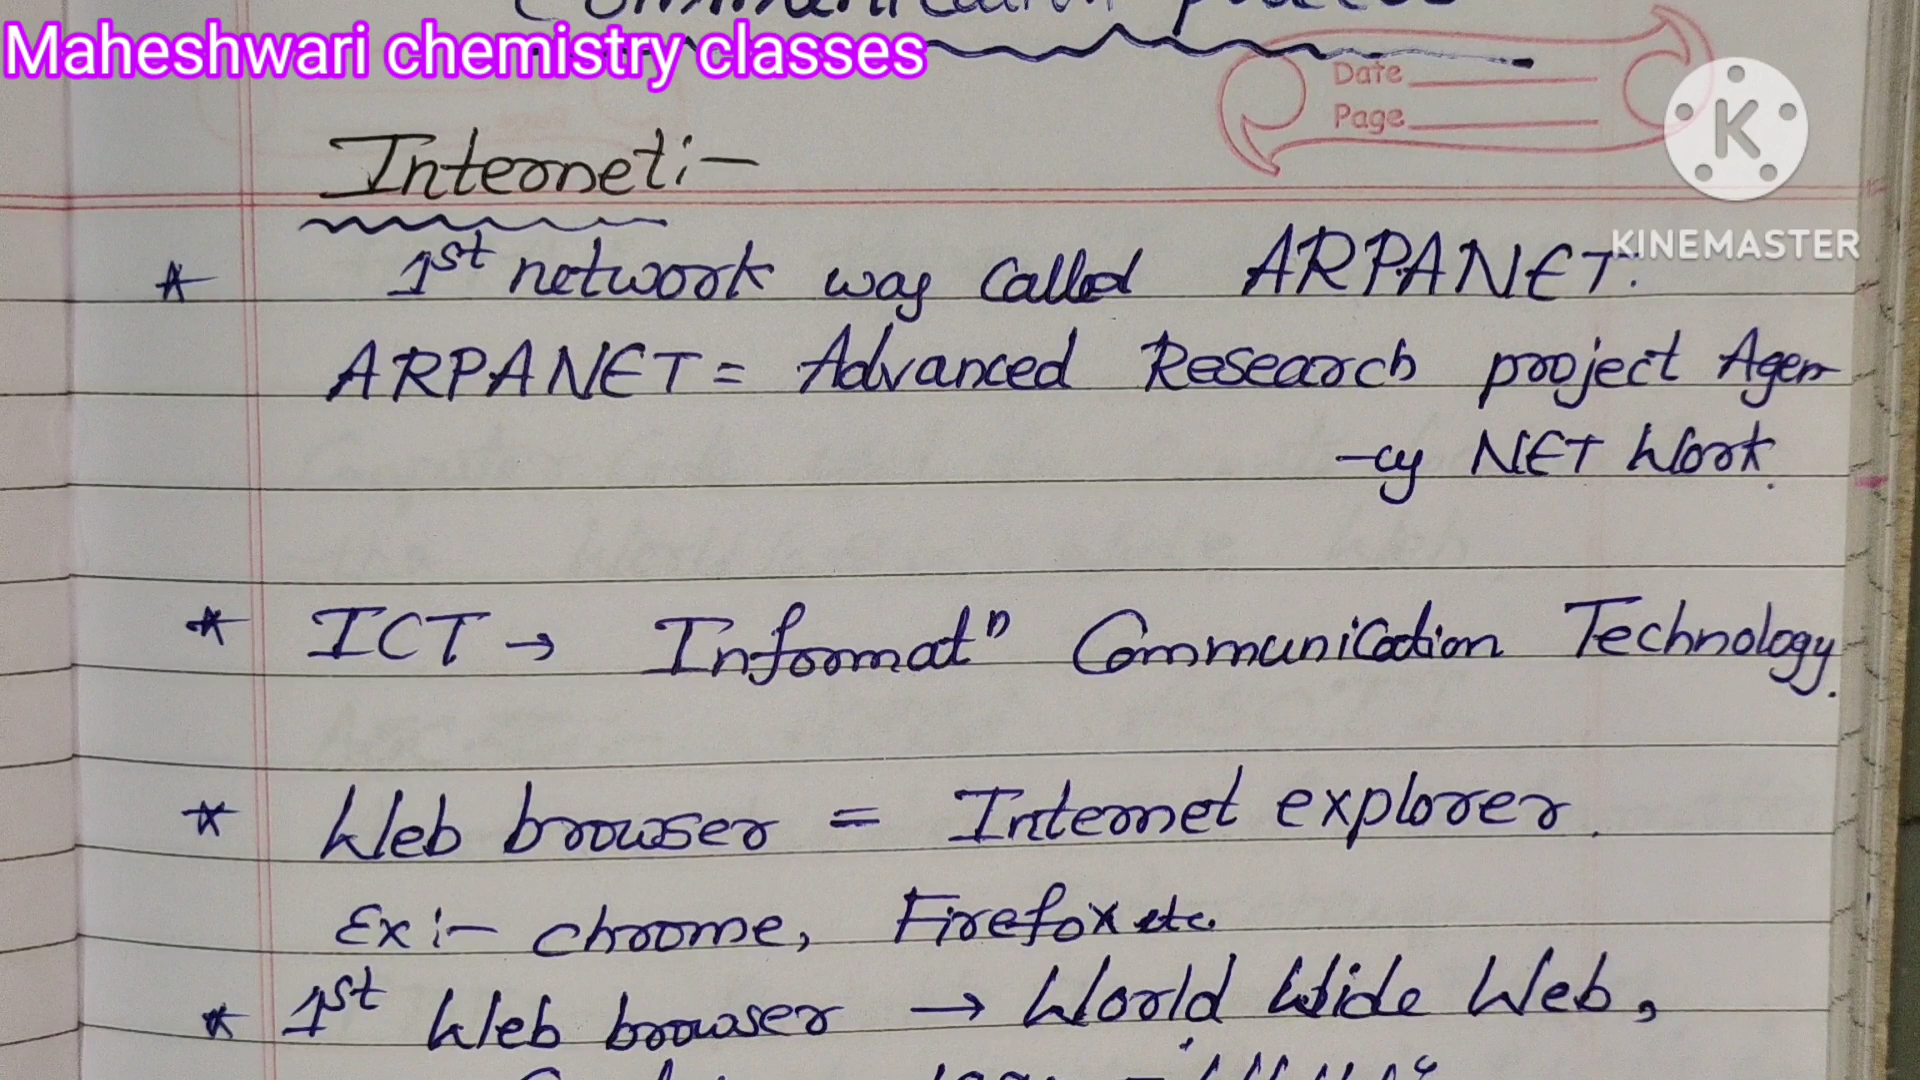 Communication process
Maheshwari chemistry classes
Date
Page
K
KINEMASTER
Internet:-
* 1st network was called ARPANET.
ARPANET = Advanced Research project Agen
-cy NET Work.
* ICT → Informatⁿ Communication Technology.
* Web browser = Internet explorer.
Ex:- chrome, Firefox etc.
* 1st Web browser → World Wide Web,